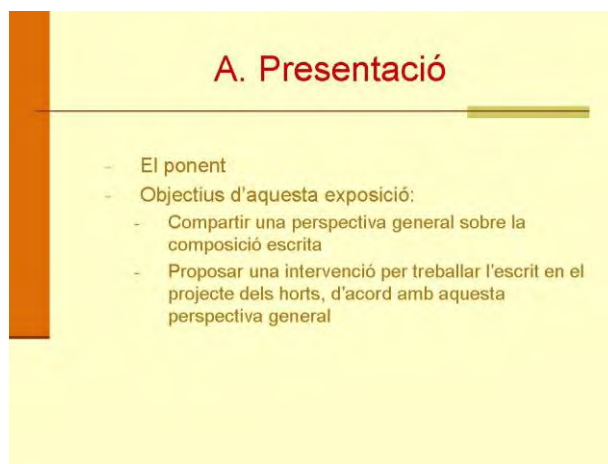 A. Presentació
- El ponent
- Objectius d'aquesta exposició:
- Compartir una perspectiva general sobre la
composició escrita
- Proposar una intervenció per treballar l'escrit en el
projecte dels horts, d'acord amb aquesta
perspectiva general